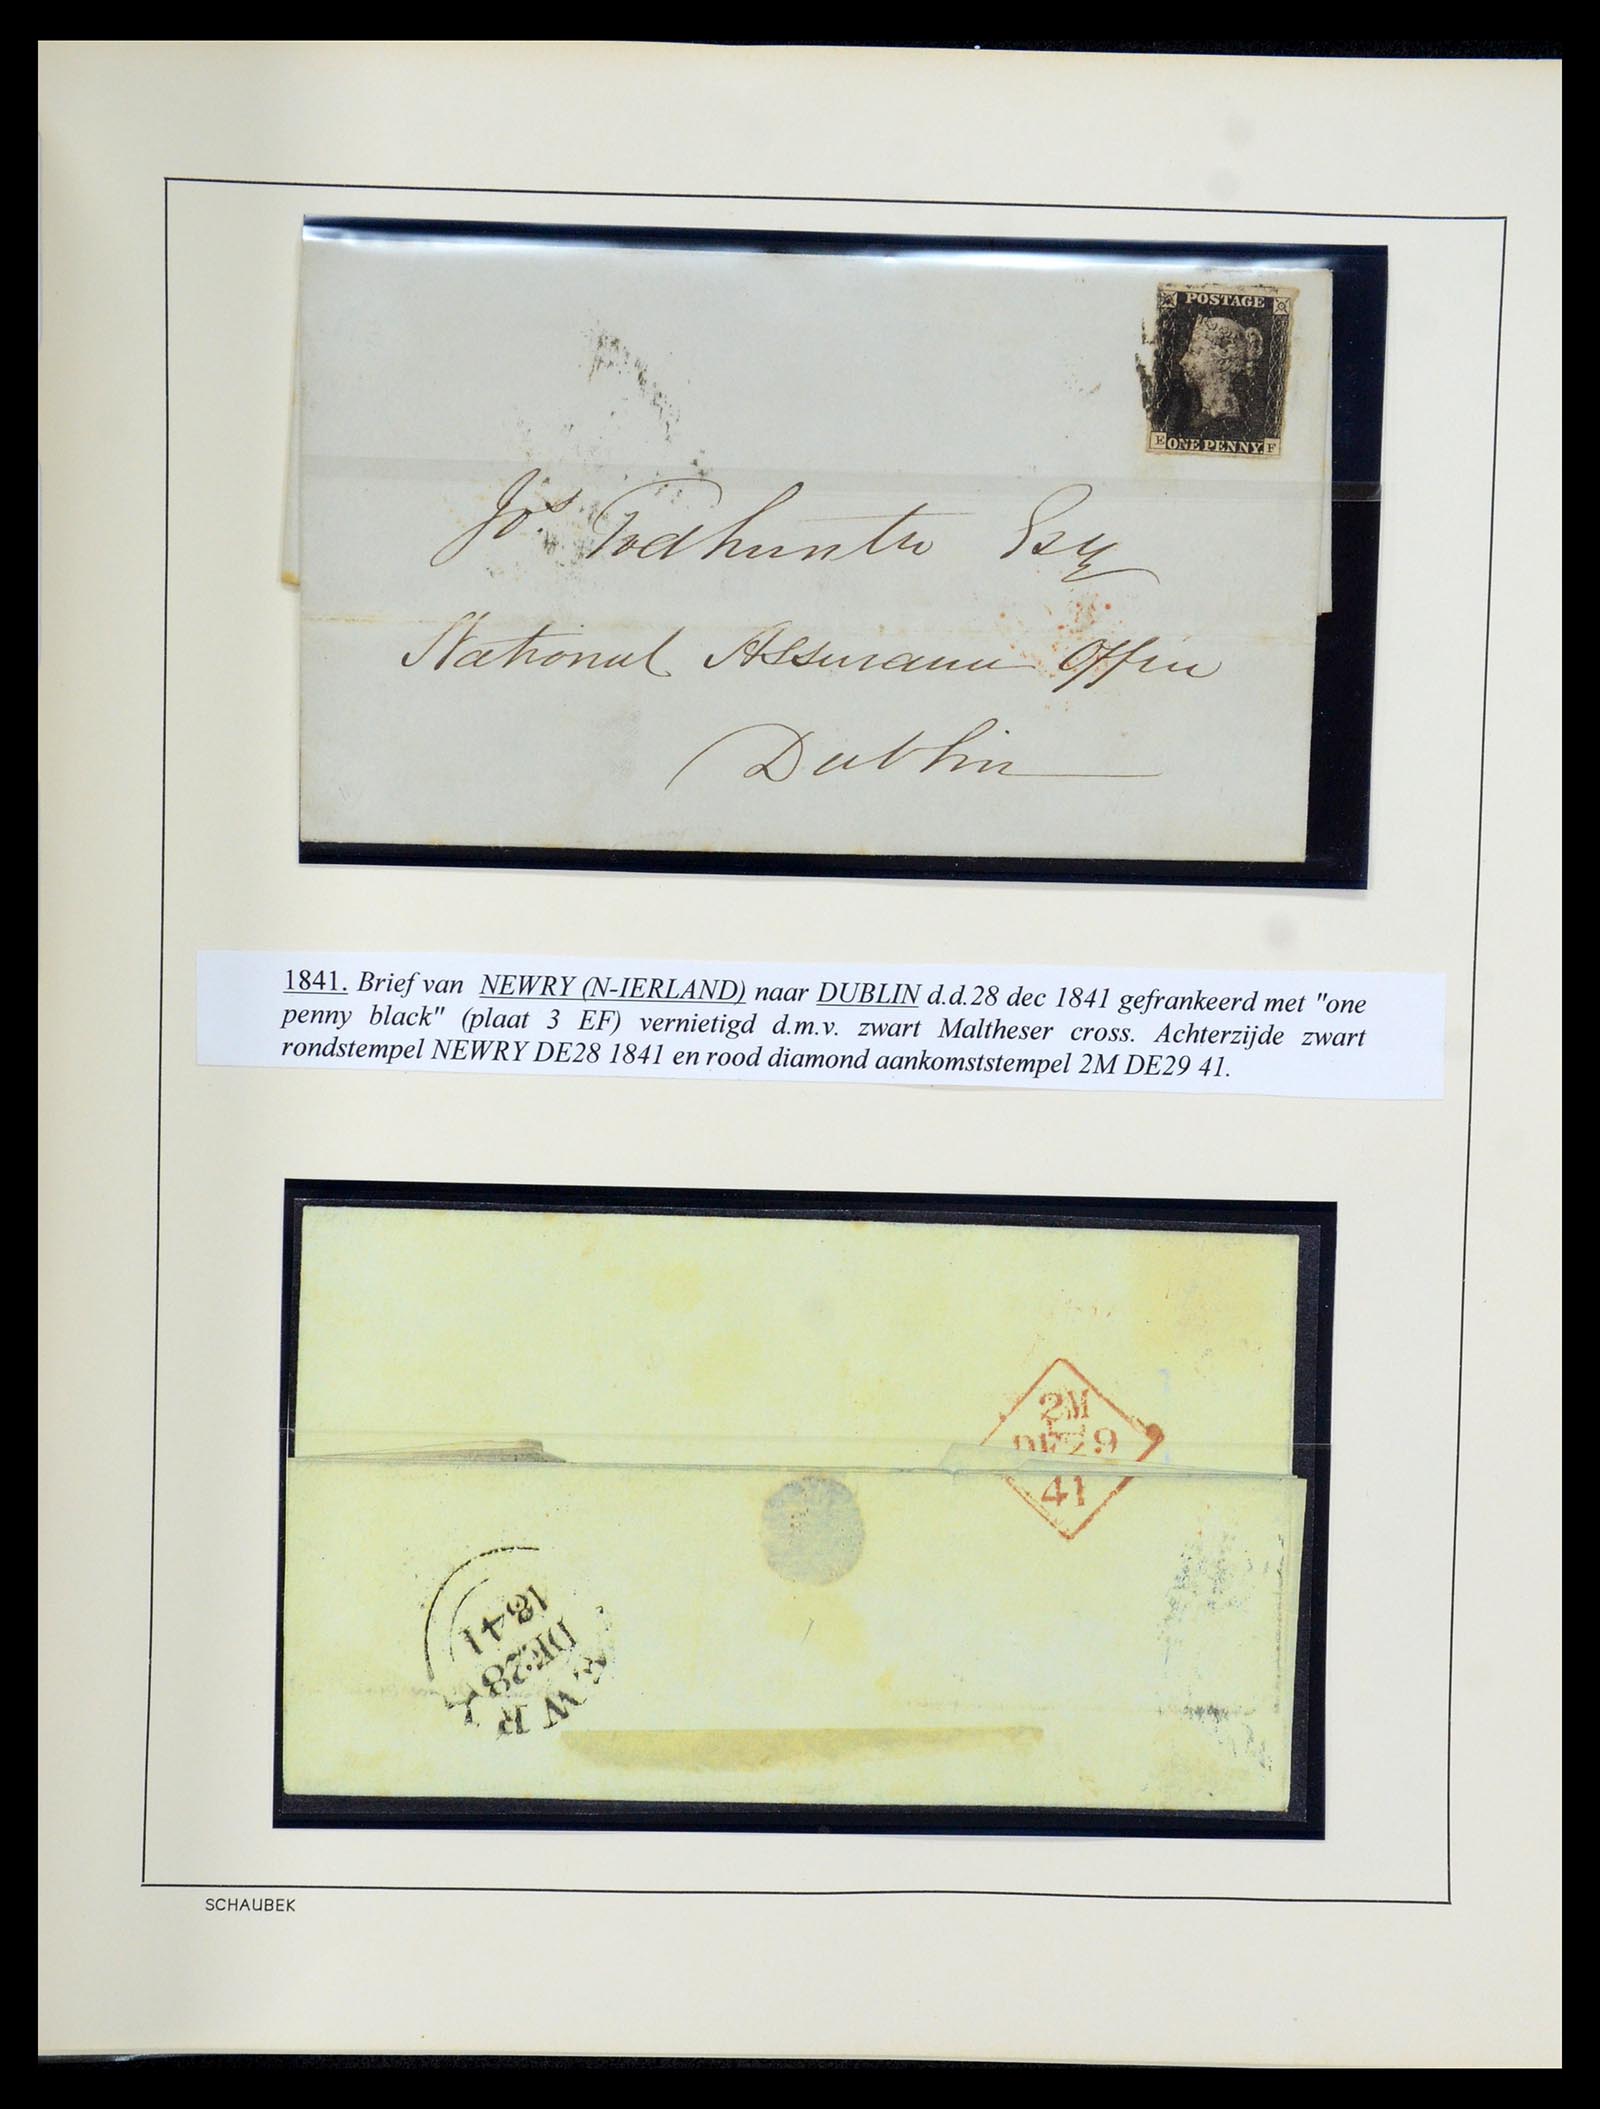 POSTAGE
E ONE PENNY. F
Jos. Todhunter Esq
National Assurance Office
Dublin
1841. Brief van NEWRY (N-IERLAND) naar DUBLIN d.d.28 dec 1841 gefrankeerd met "one
penny black" (plaat 3 EF) vernietigd d.m.v. zwart Maltheser cross. Achterzijde zwart
rondstempel NEWRY DE28 1841 en rood diamond aankomststempel 2M DE29 41.
2M
DE29
41
1841
DE28
EWRY
SCHAUBEK